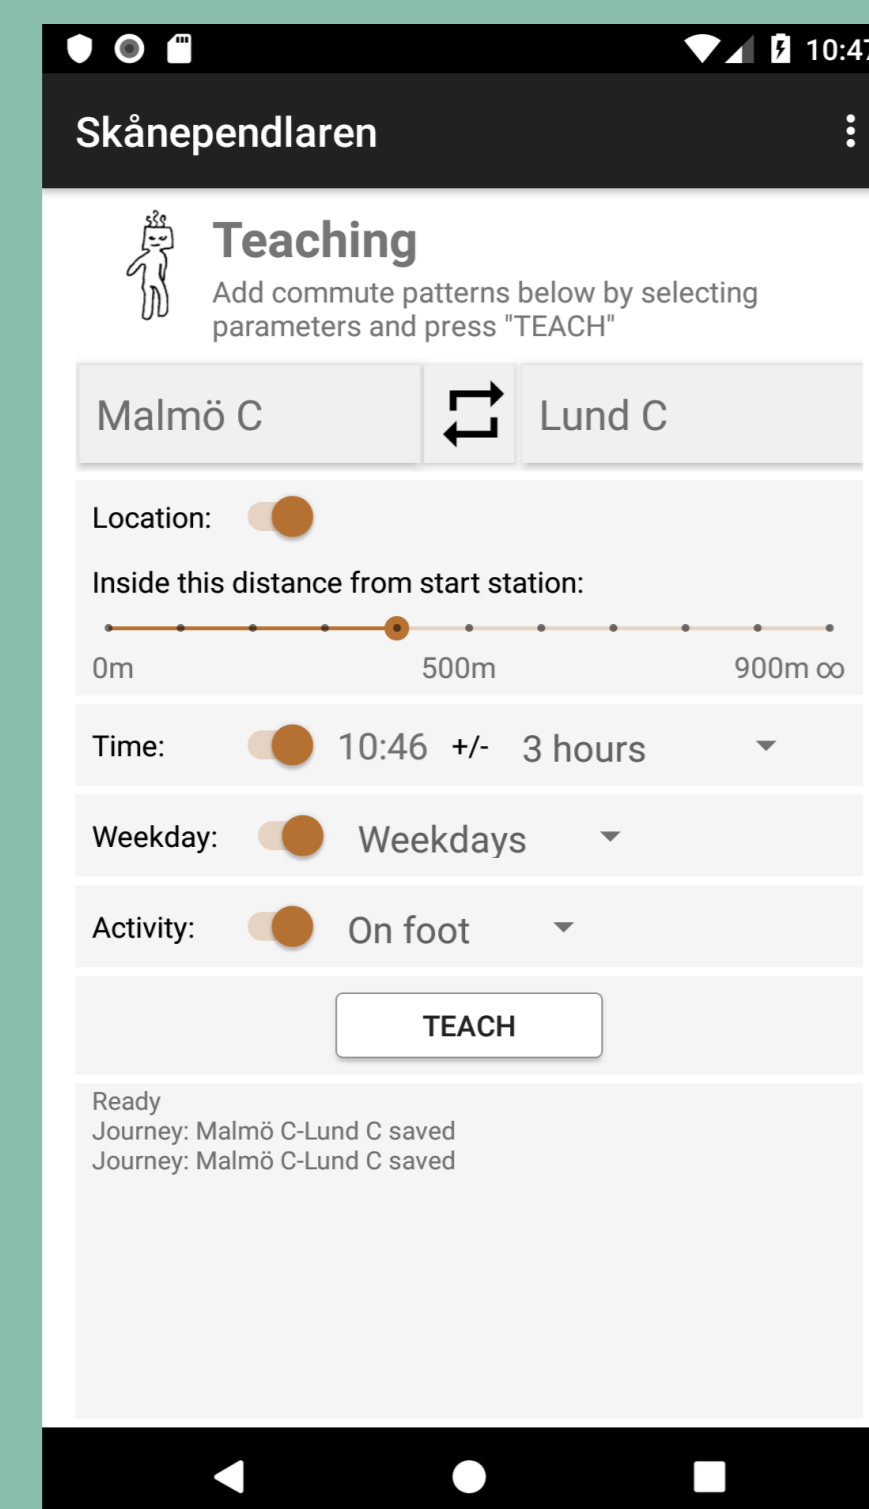 10:47
Skånependlaren
Teaching
Add commute patterns below by selecting
parameters and press "TEACH"
Malmö C
Lund C
Location:
Inside this distance from start station:
0m 500m 900m ∞
Time: 10:46 +/- 3 hours
Weekday: Weekdays
Activity: On foot
TEACH
Ready
Journey: Malmö C-Lund C saved
Journey: Malmö C-Lund C saved